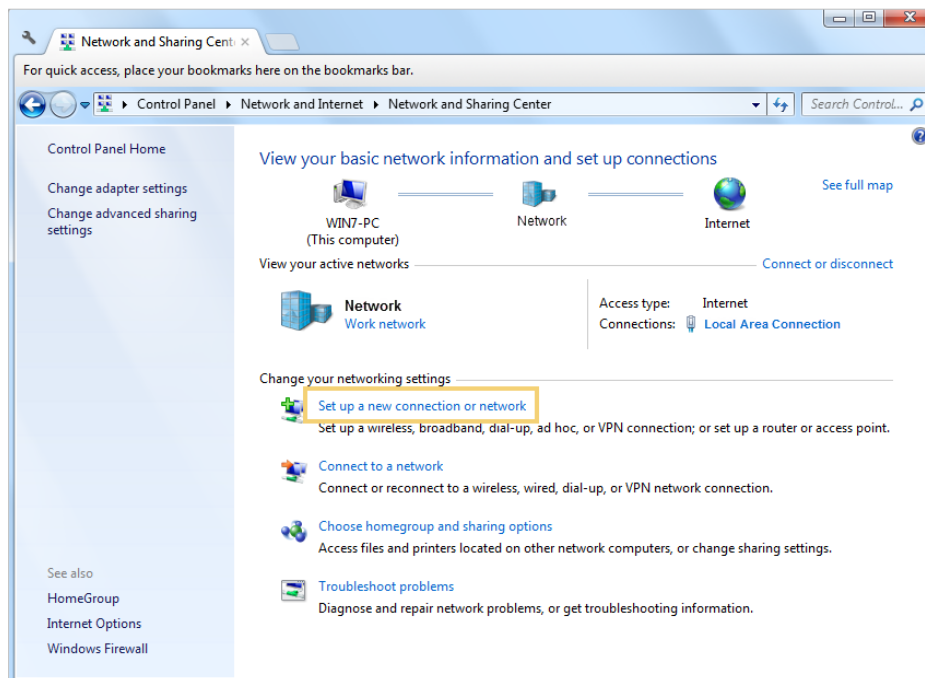 Network and Sharing Cent
For quick access, place your bookmarks here on the bookmarks bar.
Control Panel Network and Internet Network and Sharing Center
Search Control...
Control Panel Home
Change adapter settings
Change advanced sharing
settings
See also
HomeGroup
Internet Options
Windows Firewall
View your basic network information and set up connections
See full map
WIN7-PC Network Internet
(This computer)
View your active networks Connect or disconnect
Network
Work network
Access type: Internet
Connections: Local Area Connection
Change your networking settings
Set up a new connection or network
Set up a wireless, broadband, dial-up, ad hoc, or VPN connection; or set up a router or access point.
Connect to a network
Connect or reconnect to a wireless, wired, dial-up, or VPN network connection.
Choose homegroup and sharing options
Access files and printers located on other network computers, or change sharing settings.
Troubleshoot problems
Diagnose and repair network problems, or get troubleshooting information.